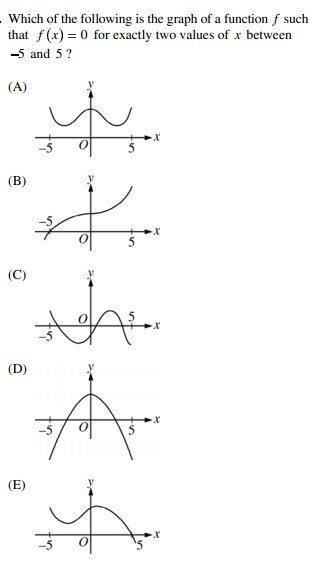 . Which of the following is the graph of a function f such
that f(x) = 0 for exactly two values of x between
−5 and 5 ?
(A)
y
x
−5 O 5
(B)
y
−5
x
O 5
(C)
y
O 5
x
−5
(D)
y
x
−5 O 5
(E)
y
x
−5 O 5